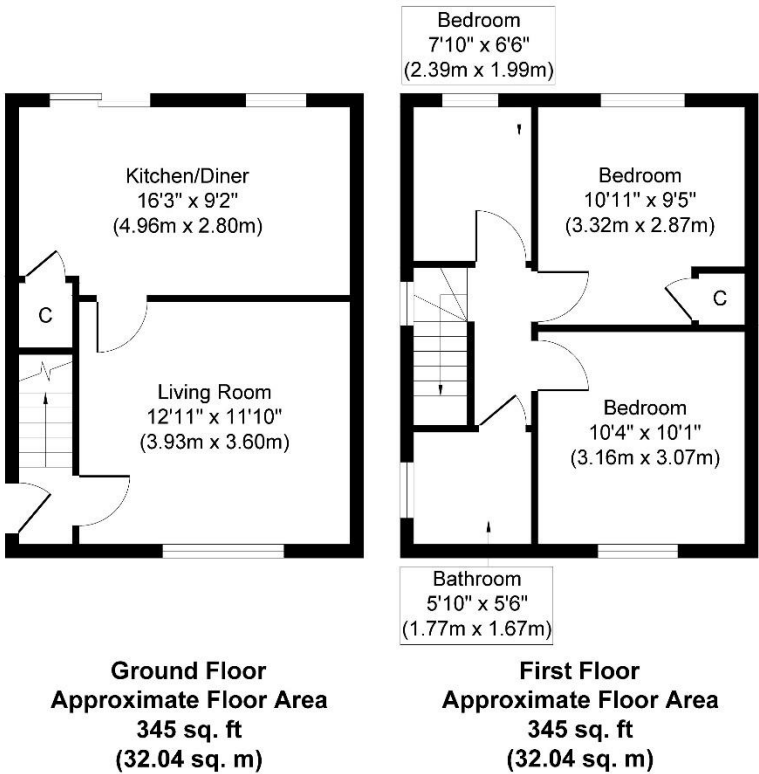 Bedroom
7'10" x 6'6"
(2.39m x 1.99m)
Kitchen/Diner
16'3" x 9'2"
(4.96m x 2.80m)
Bedroom
10'11" x 9'5"
(3.32m x 2.87m)
C
C
Living Room
12'11" x 11'10"
(3.93m x 3.60m)
Bedroom
10'4" x 10'1"
(3.16m x 3.07m)
Bathroom
5'10" x 5'6"
(1.77m x 1.67m)
Ground Floor
Approximate Floor Area
345 sq. ft
(32.04 sq. m)
First Floor
Approximate Floor Area
345 sq. ft
(32.04 sq. m)